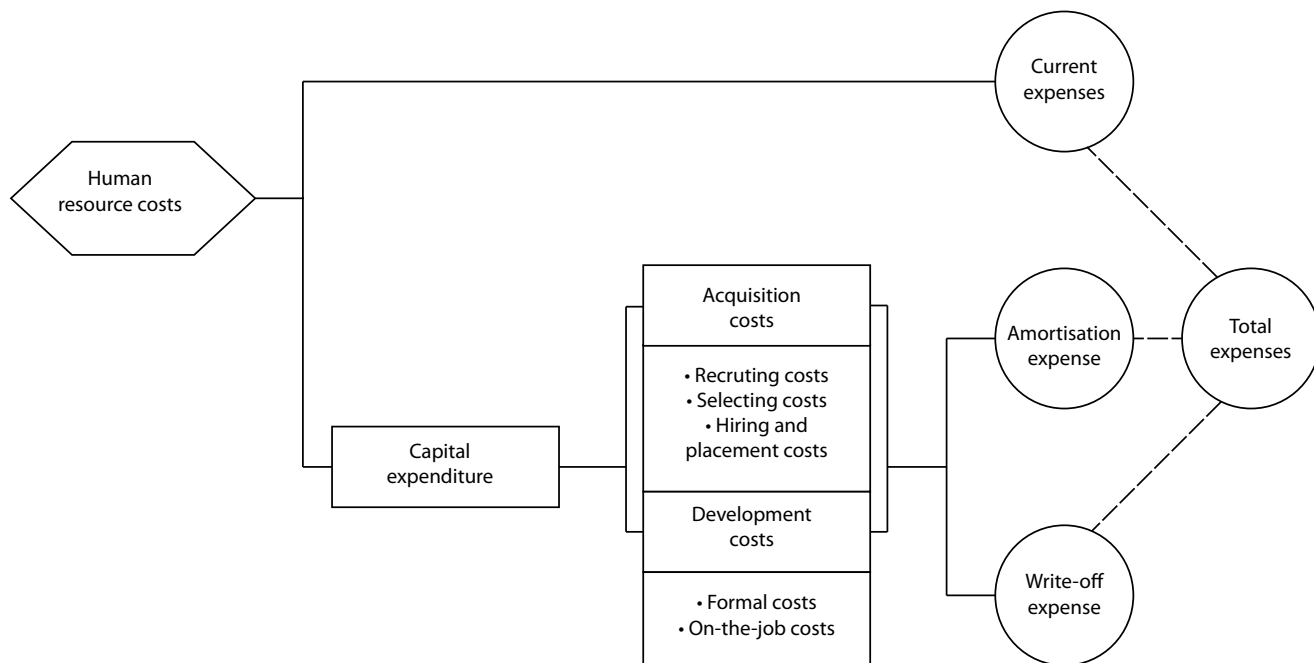 Current
expenses
Human
resource costs
Acquisition
costs
• Recruting costs
• Selecting costs
• Hiring and
placement costs
Amortisation
expense
Total
expenses
Capital
expenditure
Development
costs
• Formal costs
• On-the-job costs
Write-off
expense